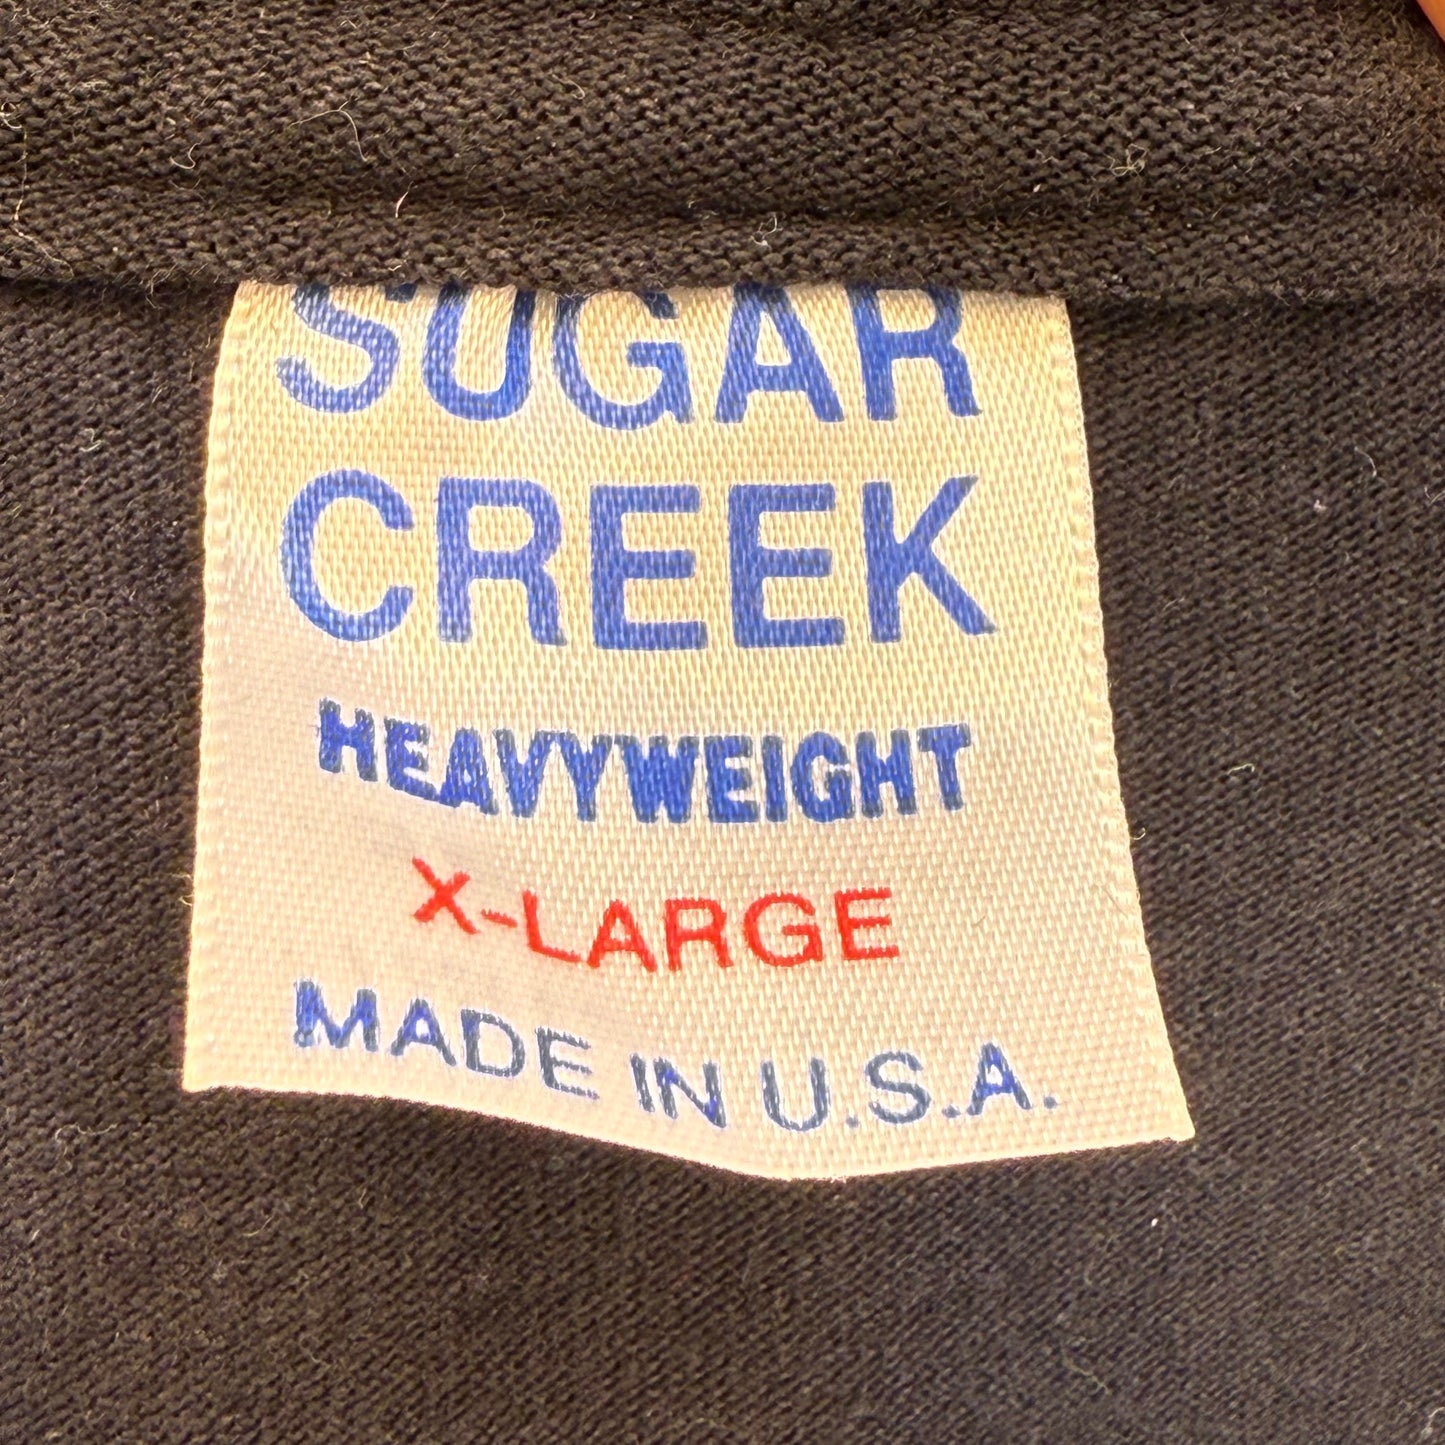 SUGAR
CREEK
HEAVYWEIGHT
X-LARGE
MADE IN U.S.A.